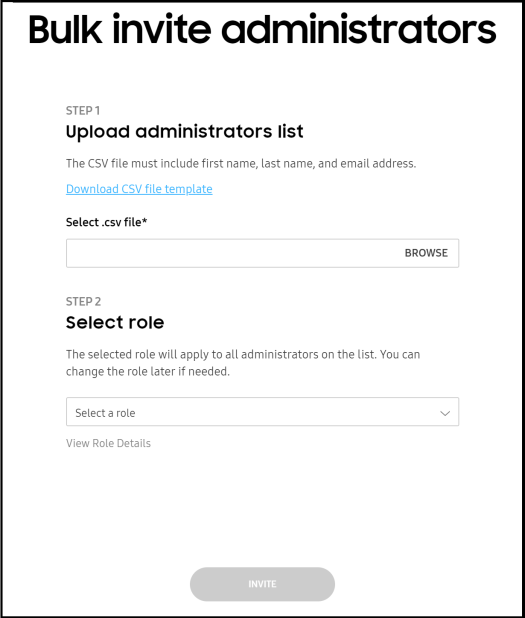 Bulk invite administrators
STEP 1
Upload administrators list
The CSV file must include first name, last name, and email address.
Download CSV file template
Select .csv file*
BROWSE
STEP 2
Select role
The selected role will apply to all administrators on the list. You can
change the role later if needed.
Select a role
View Role Details
INVITE